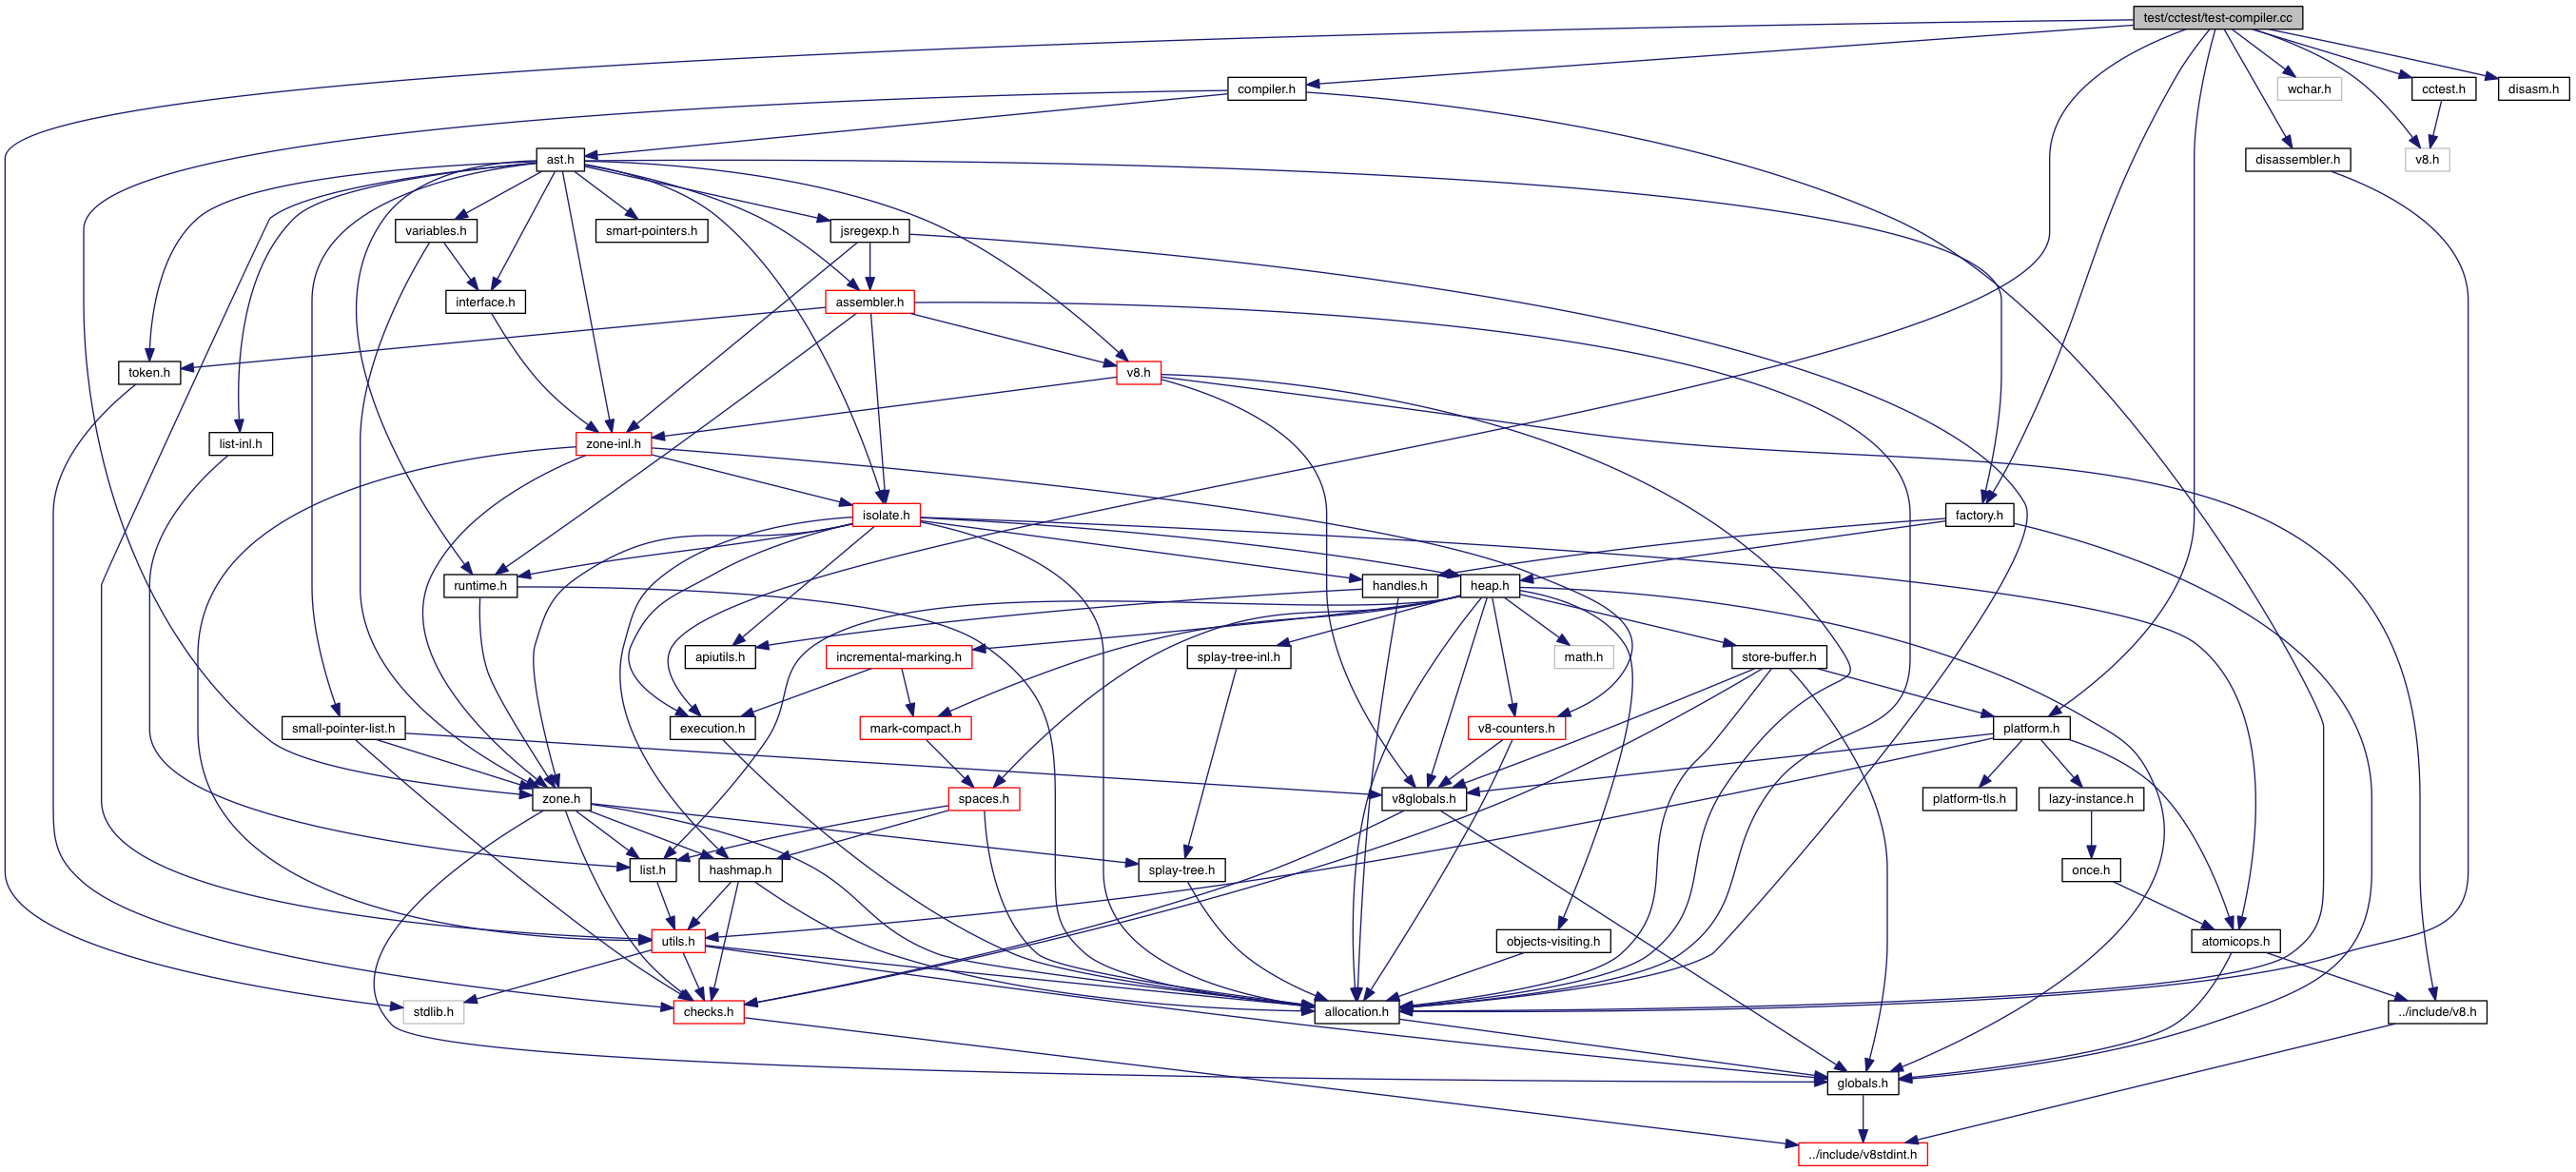 test/cctest/test-compiler.cc
compiler.h
wchar.h
cctest.h
disasm.h
ast.h
disassembler.h
v8.h
variables.h
smart-pointers.h
jsregexp.h
interface.h
assembler.h
token.h
v8.h
list-inl.h
zone-inl.h
isolate.h
factory.h
runtime.h
handles.h
heap.h
apiutils.h
incremental-marking.h
splay-tree-inl.h
math.h
store-buffer.h
small-pointer-list.h
execution.h
mark-compact.h
v8-counters.h
platform.h
zone.h
spaces.h
v8globals.h
platform-tls.h
lazy-instance.h
list.h
hashmap.h
splay-tree.h
once.h
utils.h
objects-visiting.h
atomicops.h
stdlib.h
checks.h
allocation.h
../include/v8.h
globals.h
../include/v8stdint.h